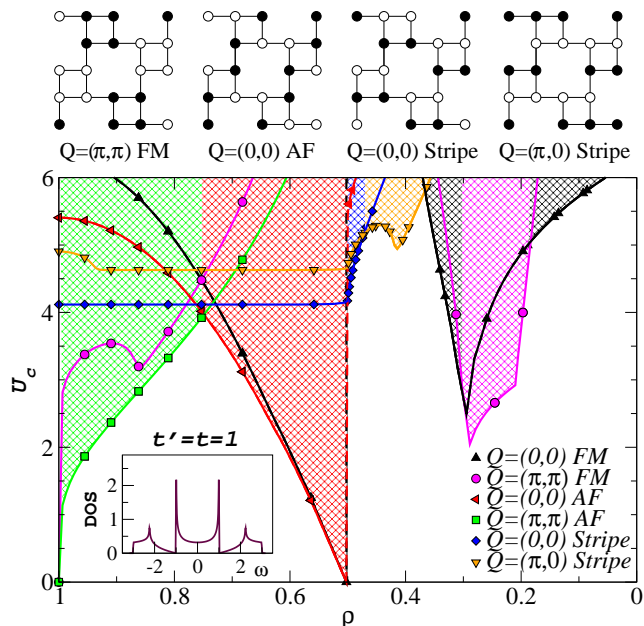 Q=(π,π) FM Q=(0,0) AF Q=(0,0) Stripe Q=(π,0) Stripe
6
4
2
0
U_c
1 0.8 0.6 0.4 0.2 0
ρ
t'=t=1
DOS
2
1
0
-2 0 2 ω
Q=(0,0) FM
Q=(π,π) FM
Q=(0,0) AF
Q=(π,π) AF
Q=(0,0) Stripe
Q=(π,0) Stripe